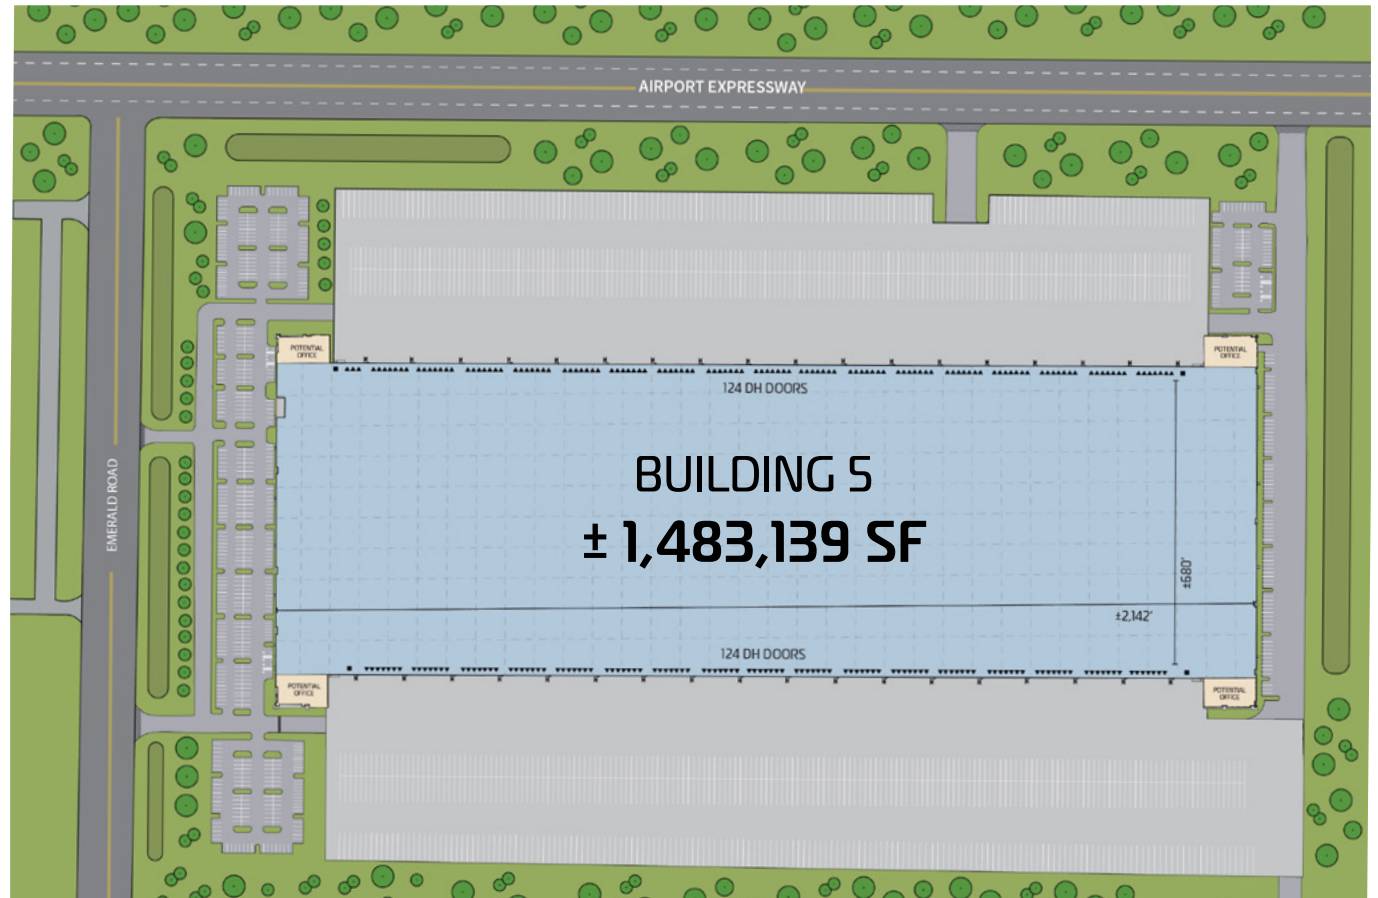 AIRPORT EXPRESSWAY
POTENTIAL
OFFICE
POTENTIAL
OFFICE
124 DH DOORS
BUILDING 5
± 1,483,139 SF
EMERALD ROAD
±680'
±2,142'
124 DH DOORS
POTENTIAL
OFFICE
POTENTIAL
OFFICE